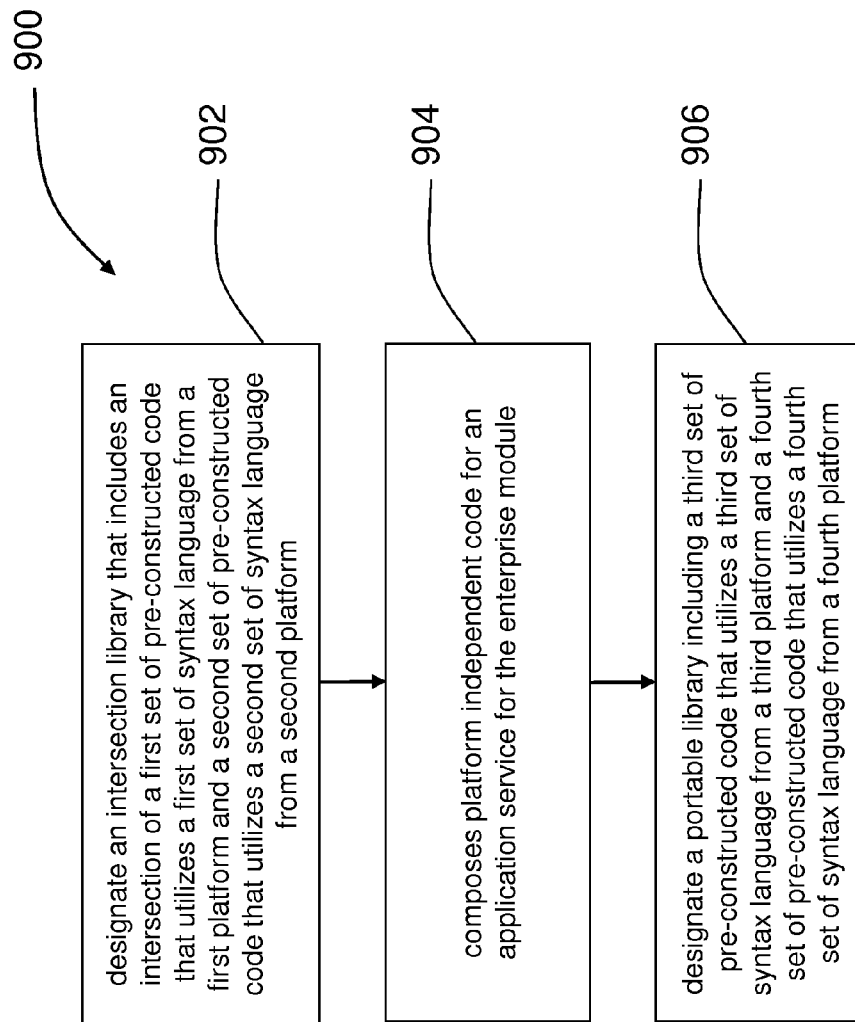 900
designate an intersection library that includes an
intersection of a first set of pre-constructed code
that utilizes a first set of syntax language from a
first platform and a second set of pre-constructed
code that utilizes a second set of syntax language
from a second platform
902
composes platform independent code for an
application service for the enterprise module
904
designate a portable library including a third set of
pre-constructed code that utilizes a third set of
syntax language from a third platform and a fourth
set of pre-constructed code that utilizes a fourth
set of syntax language from a fourth platform
906